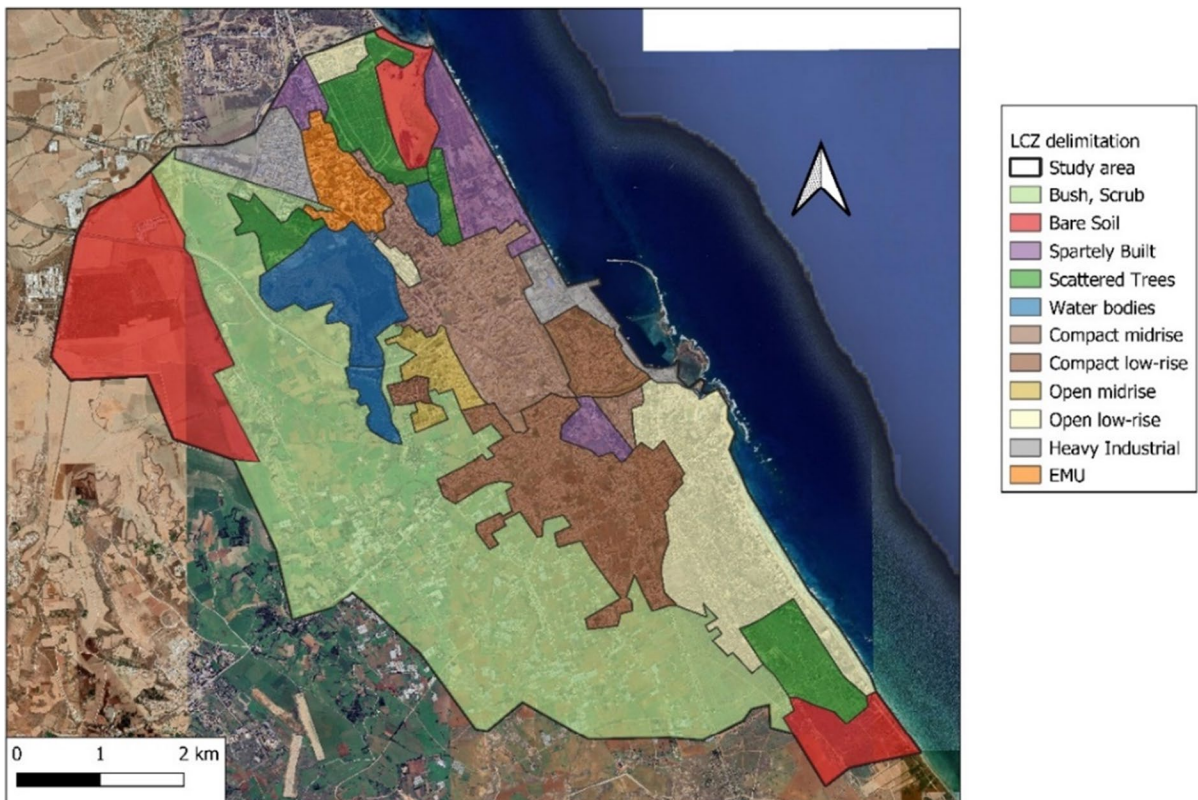 LCZ delimitation
Study area
Bush, Scrub
Bare Soil
Spartely Built
Scattered Trees
Water bodies
Compact midrise
Compact low-rise
Open midrise
Open low-rise
Heavy Industrial
EMU
0 1 2 km